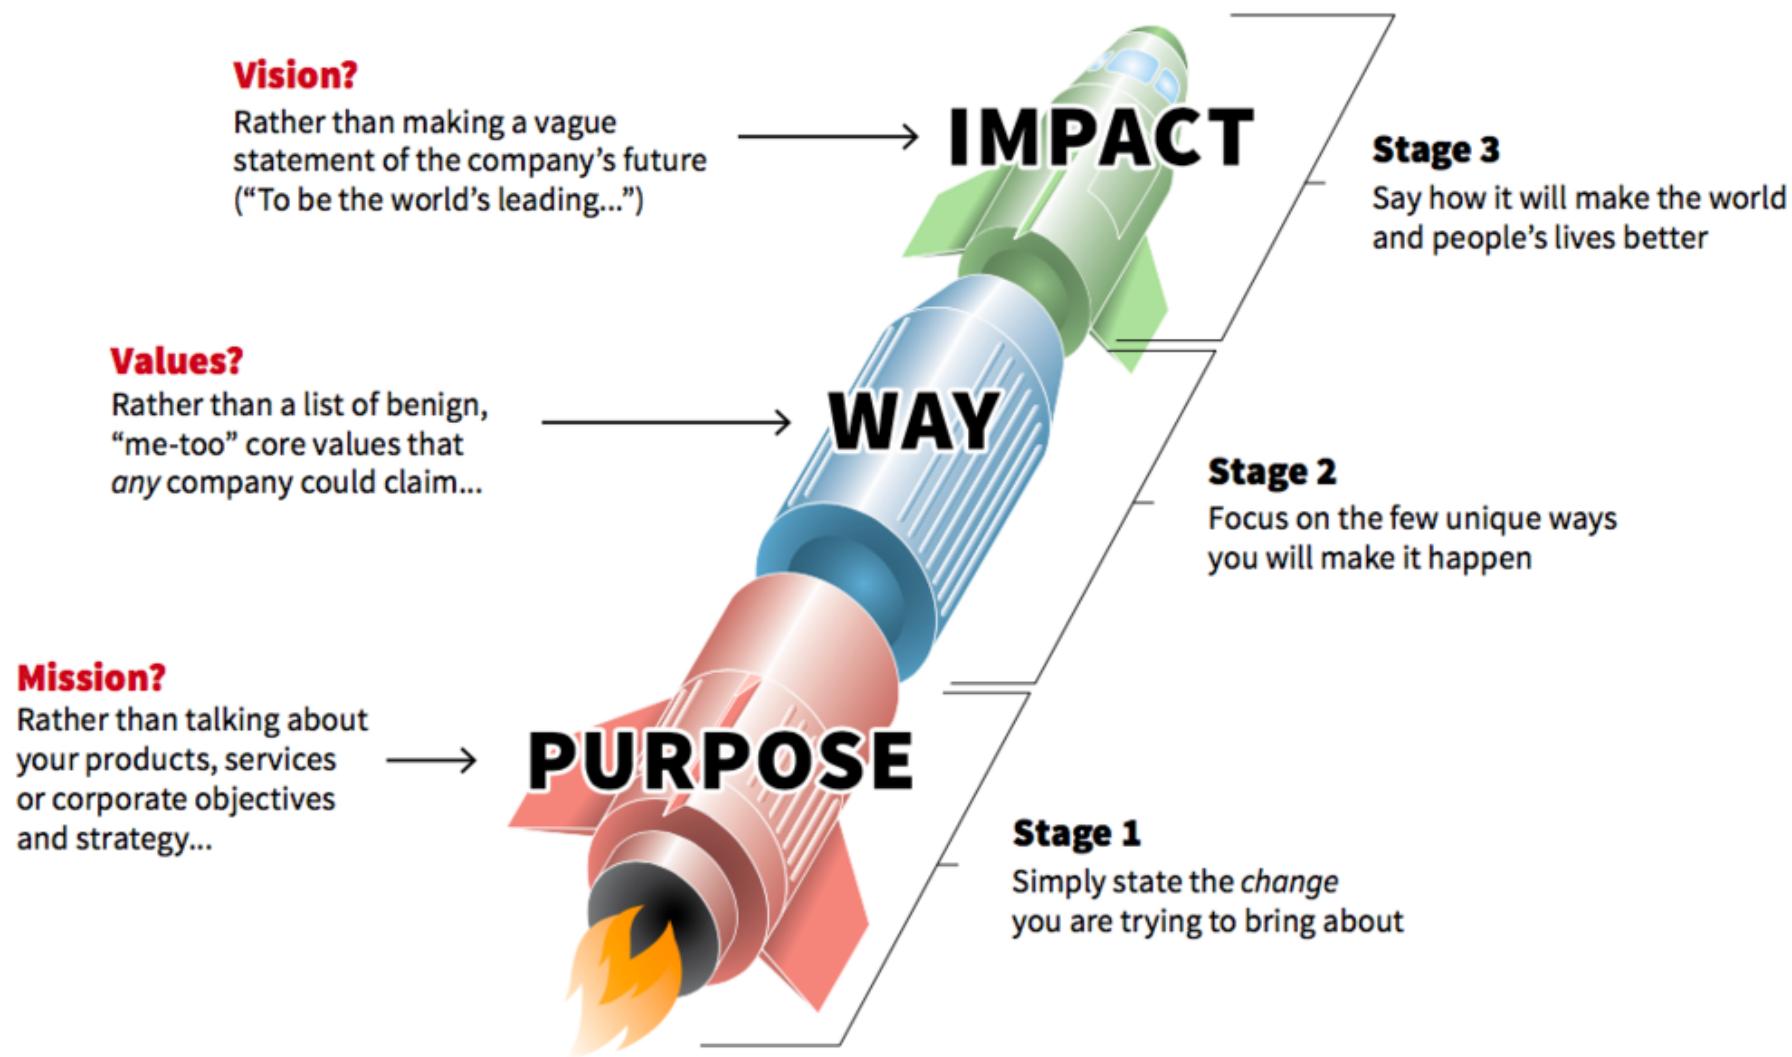 Vision?
Rather than making a vague
statement of the company’s future
(“To be the world’s leading...”)
IMPACT
Stage 3
Say how it will make the world
and people’s lives better
Values?
Rather than a list of benign,
“me-too” core values that
any company could claim...
WAY
Stage 2
Focus on the few unique ways
you will make it happen
Mission?
Rather than talking about
your products, services
or corporate objectives
and strategy...
PURPOSE
Stage 1
Simply state the change
you are trying to bring about